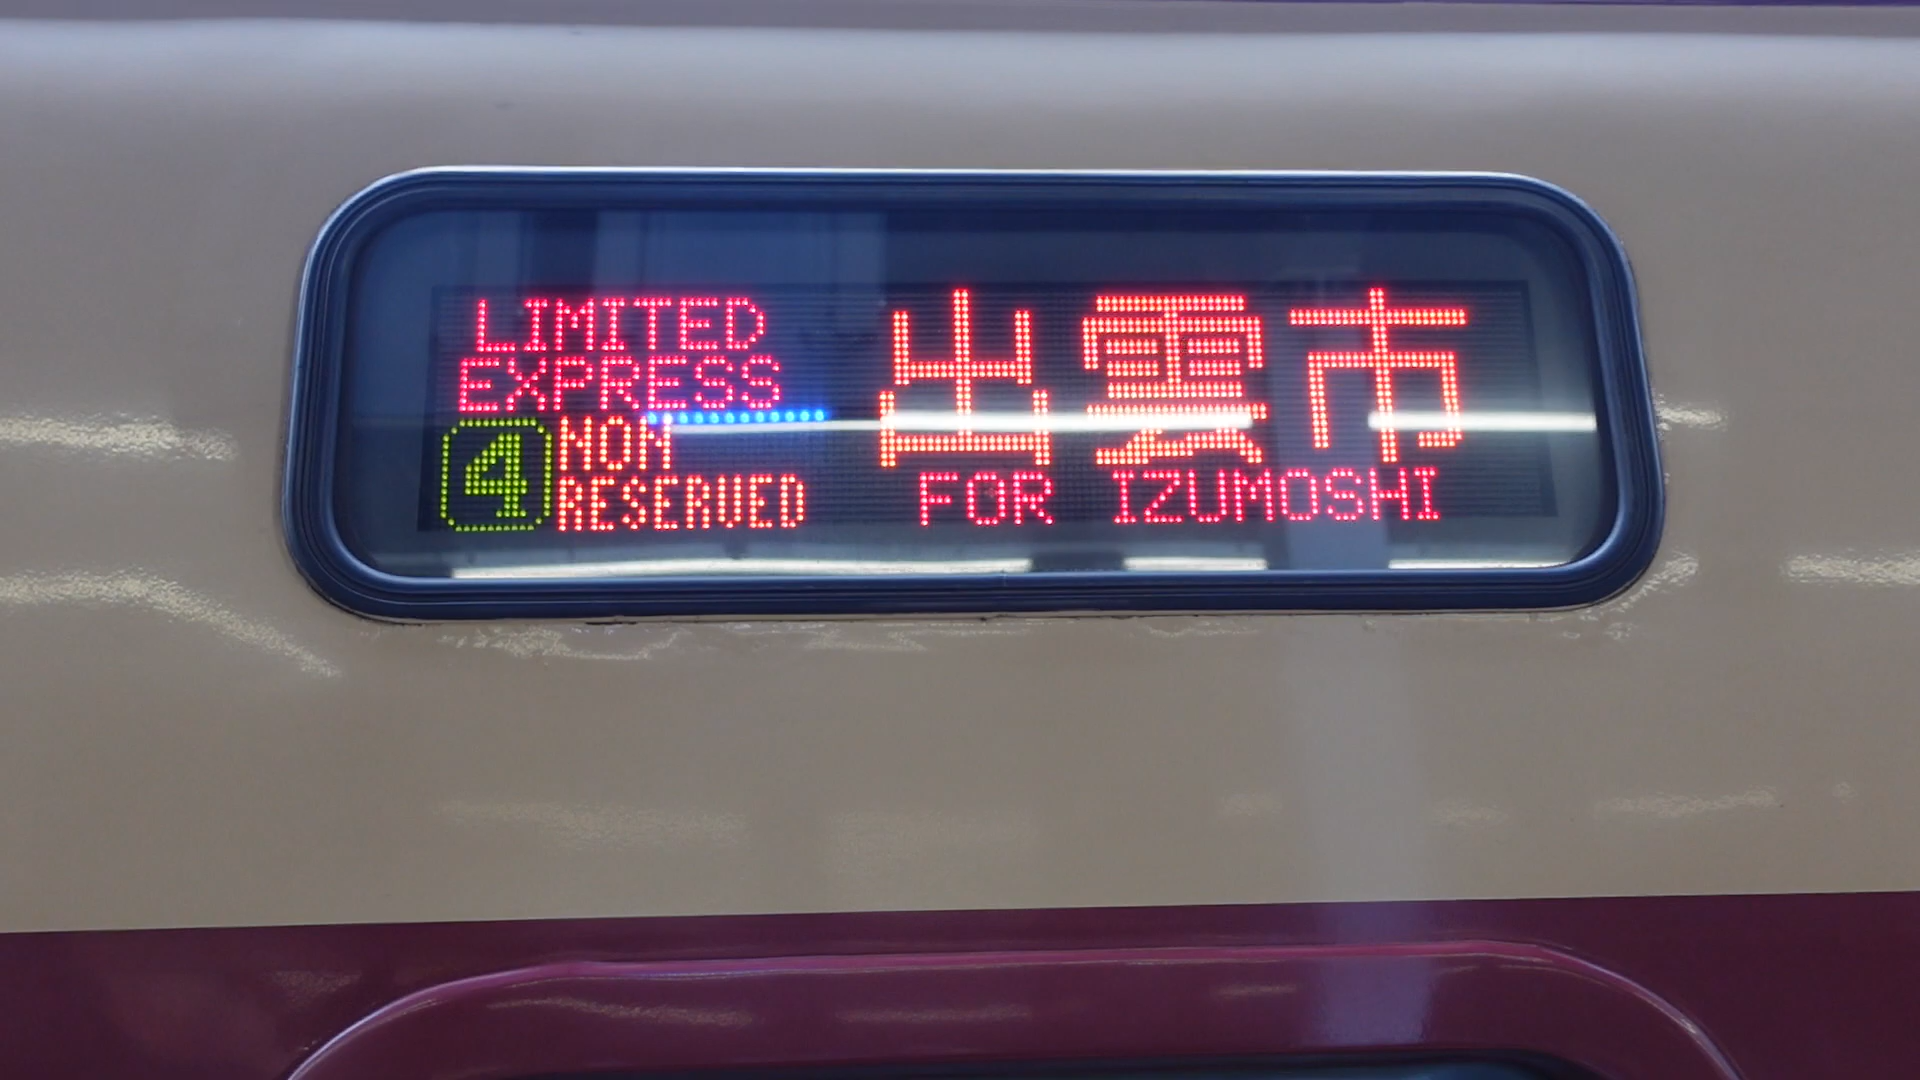 LIMITED
EXPRESS
4 NON
RESERVED
出雲市
FOR IZUMOSHI